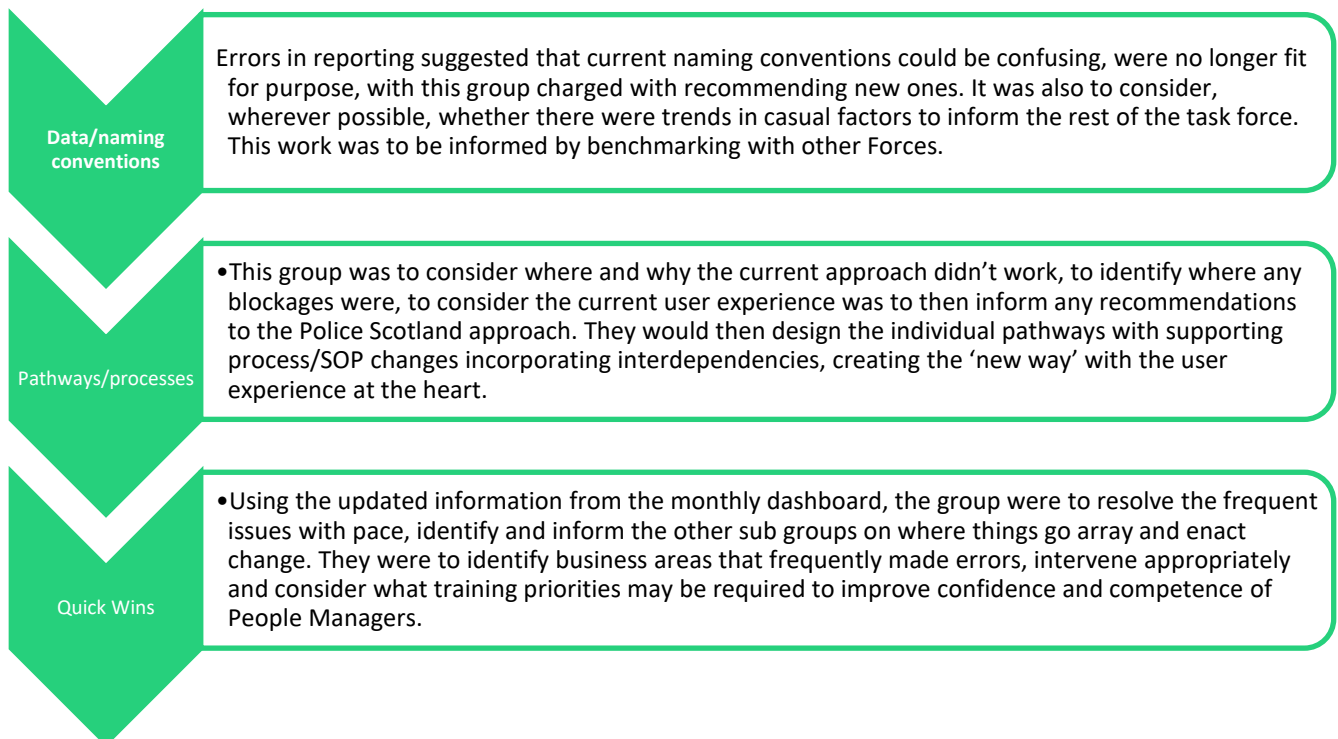 Data/naming
conventions
Errors in reporting suggested that current naming conventions could be confusing, were no longer fit
for purpose, with this group charged with recommending new ones. It was also to consider,
wherever possible, whether there were trends in casual factors to inform the rest of the task force.
This work was to be informed by benchmarking with other Forces.
Pathways/processes
•This group was to consider where and why the current approach didn’t work, to identify where any
blockages were, to consider the current user experience was to then inform any recommendations
to the Police Scotland approach. They would then design the individual pathways with supporting
process/SOP changes incorporating interdependencies, creating the ‘new way’ with the user
experience at the heart.
Quick Wins
•Using the updated information from the monthly dashboard, the group were to resolve the frequent
issues with pace, identify and inform the other sub groups on where things go array and enact
change. They were to identify business areas that frequently made errors, intervene appropriately
and consider what training priorities may be required to improve confidence and competence of
People Managers.